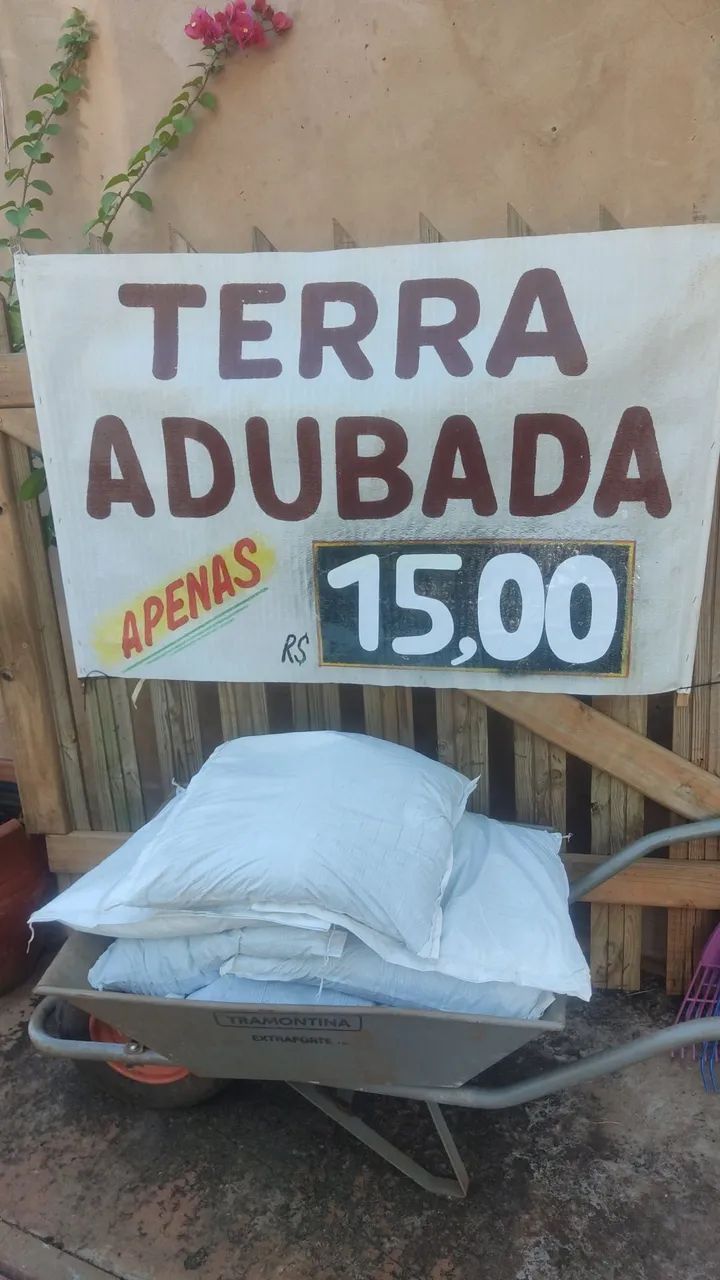 TERRA
ADUBADA
APENAS
R$ 15,00
TRAMONTINA
EXTRAFORTE